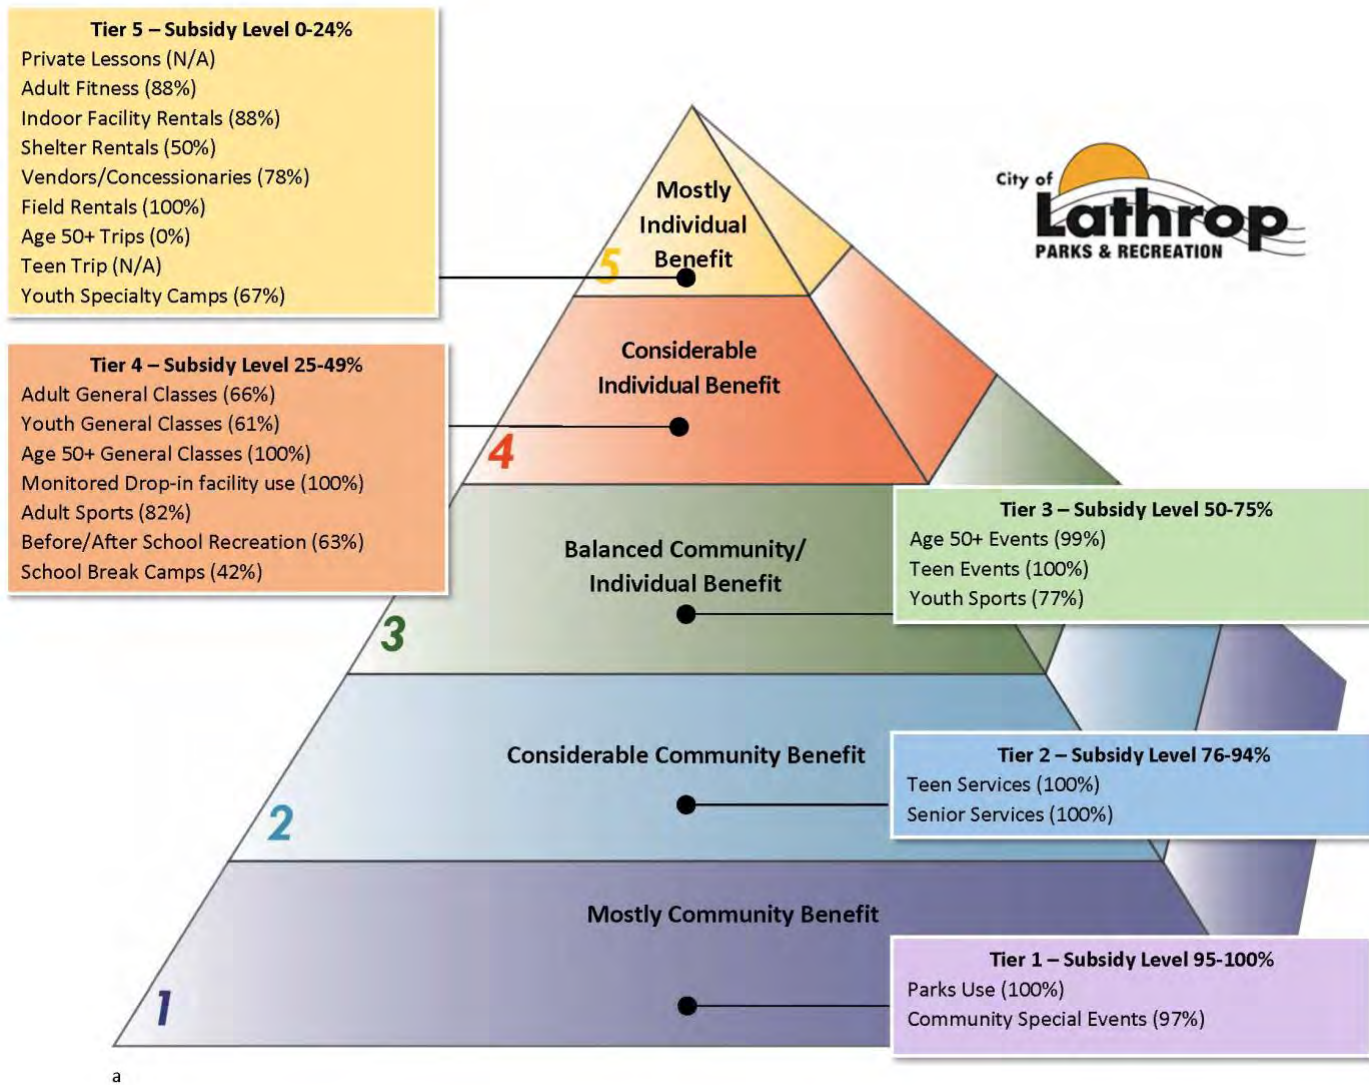 Tier 5 – Subsidy Level 0-24%
Private Lessons (N/A)
Adult Fitness (88%)
Indoor Facility Rentals (88%)
Shelter Rentals (50%)
Vendors/Concessionaries (78%)
Field Rentals (100%)
Age 50+ Trips (0%)
Teen Trip (N/A)
Youth Specialty Camps (67%)
Mostly
Individual
Benefit
5
City of
Lathrop
PARKS & RECREATION
Tier 4 – Subsidy Level 25-49%
Adult General Classes (66%)
Youth General Classes (61%)
Age 50+ General Classes (100%)
Monitored Drop-in facility use (100%)
Adult Sports (82%)
Before/After School Recreation (63%)
School Break Camps (42%)
Considerable
Individual Benefit
4
Balanced Community/
Individual Benefit
3
Tier 3 – Subsidy Level 50-75%
Age 50+ Events (99%)
Teen Events (100%)
Youth Sports (77%)
Considerable Community Benefit
2
Tier 2 – Subsidy Level 76-94%
Teen Services (100%)
Senior Services (100%)
Mostly Community Benefit
1
Tier 1 – Subsidy Level 95-100%
Parks Use (100%)
Community Special Events (97%)
a